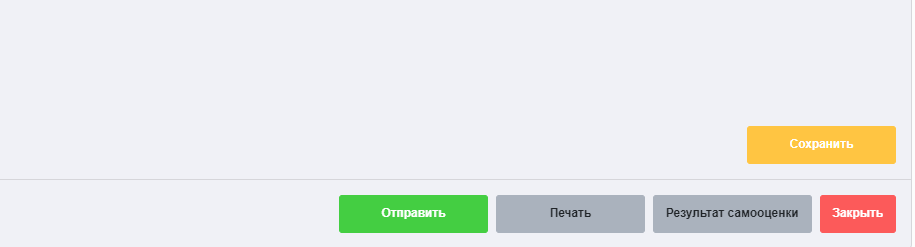 Сохранить
Отправить
Печать
Результат самооценки
Закрыть